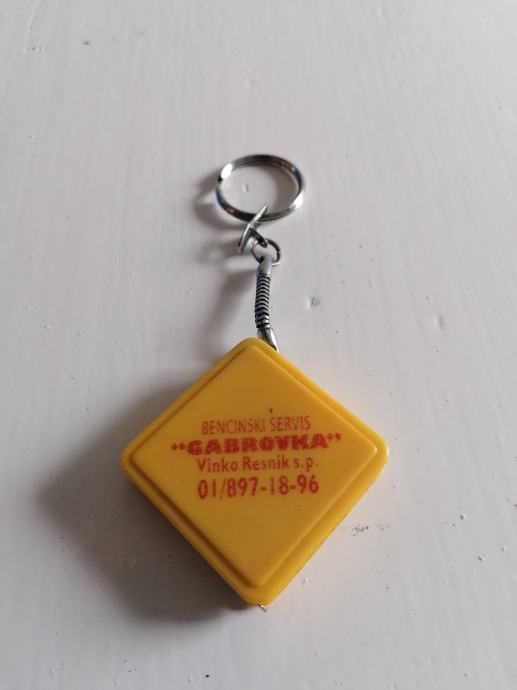 BENCINSKI SERVIS
"GABROVKA"
Vinko Resnik s.p.
01/897-18-96